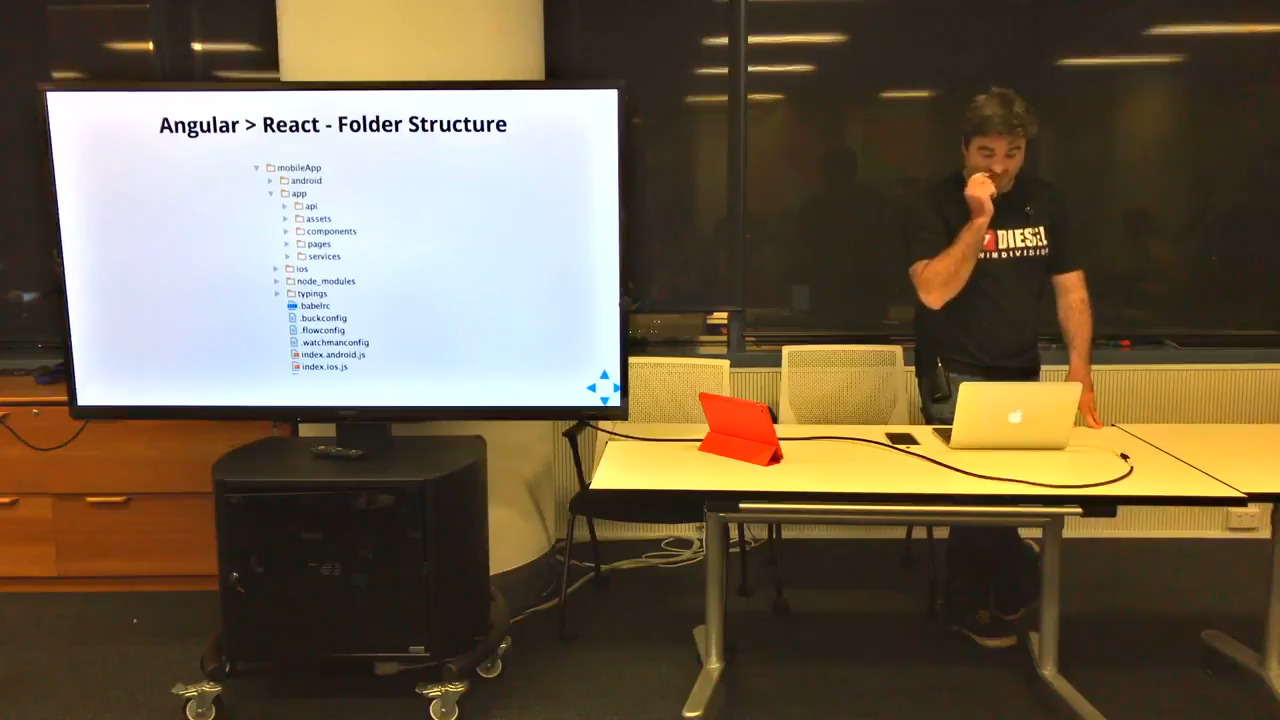 Angular > React - Folder Structure
mobileApp
android
app
api
assets
components
pages
services
ios
node_modules
typings
.babelrc
.buckconfig
.flowconfig
.watchmanconfig
index.android.js
index.ios.js
DIESEL